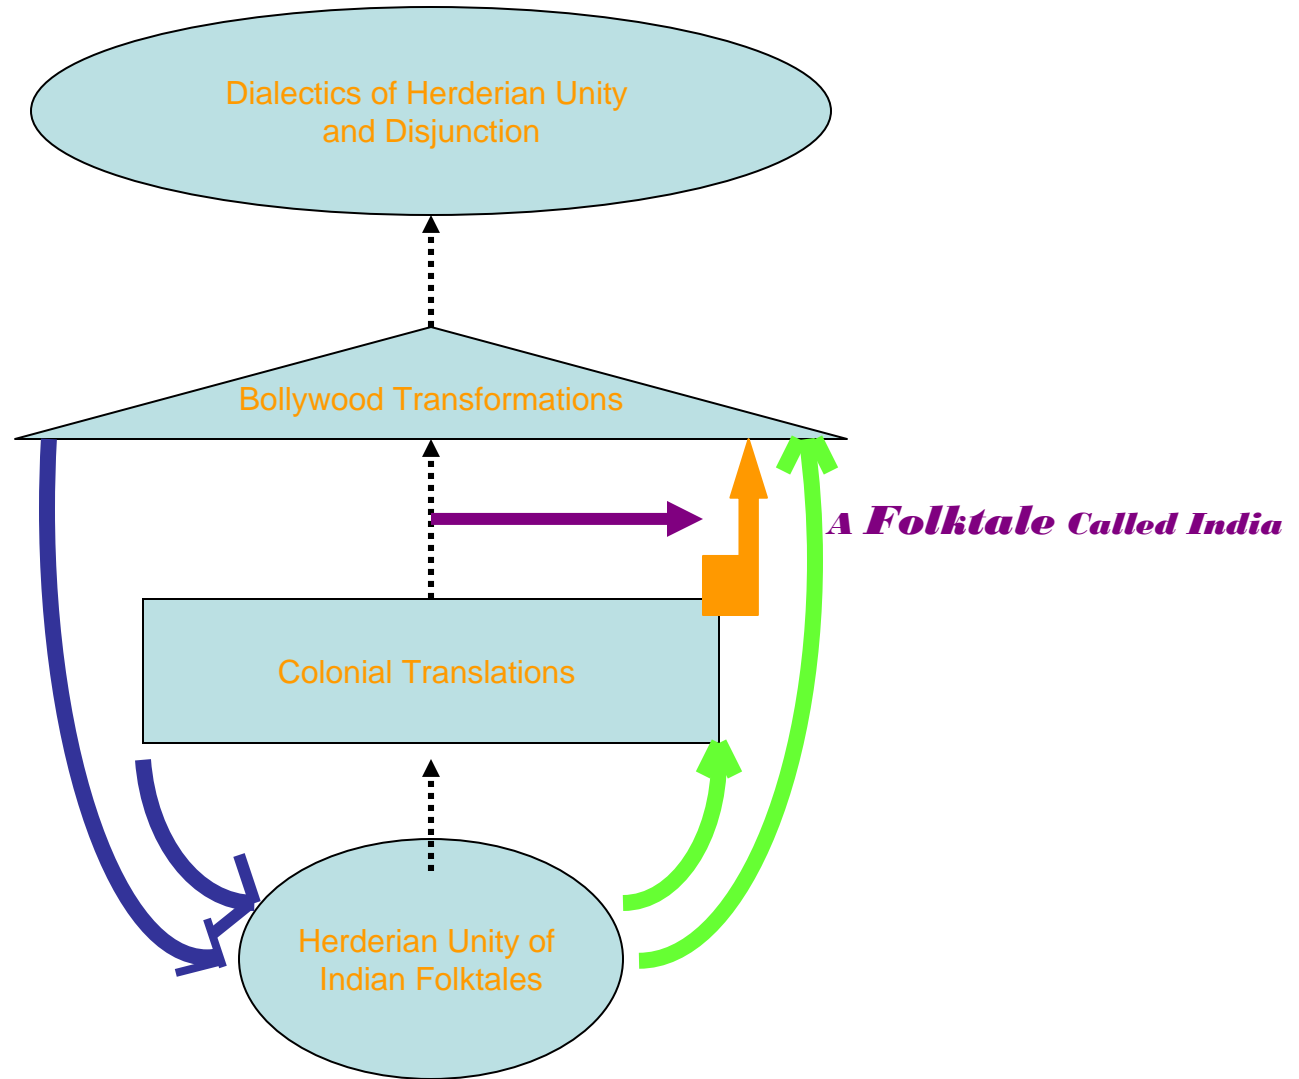 Dialectics of Herderian Unity
and Disjunction
Bollywood Transformations
A Folktale Called India
Colonial Translations
Herderian Unity of
Indian Folktales